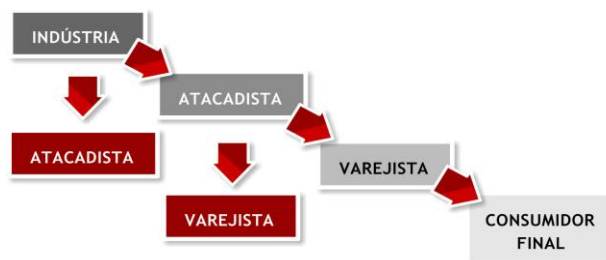 INDÚSTRIA
ATACADISTA
ATACADISTA
VAREJISTA
VAREJISTA
CONSUMIDOR
FINAL